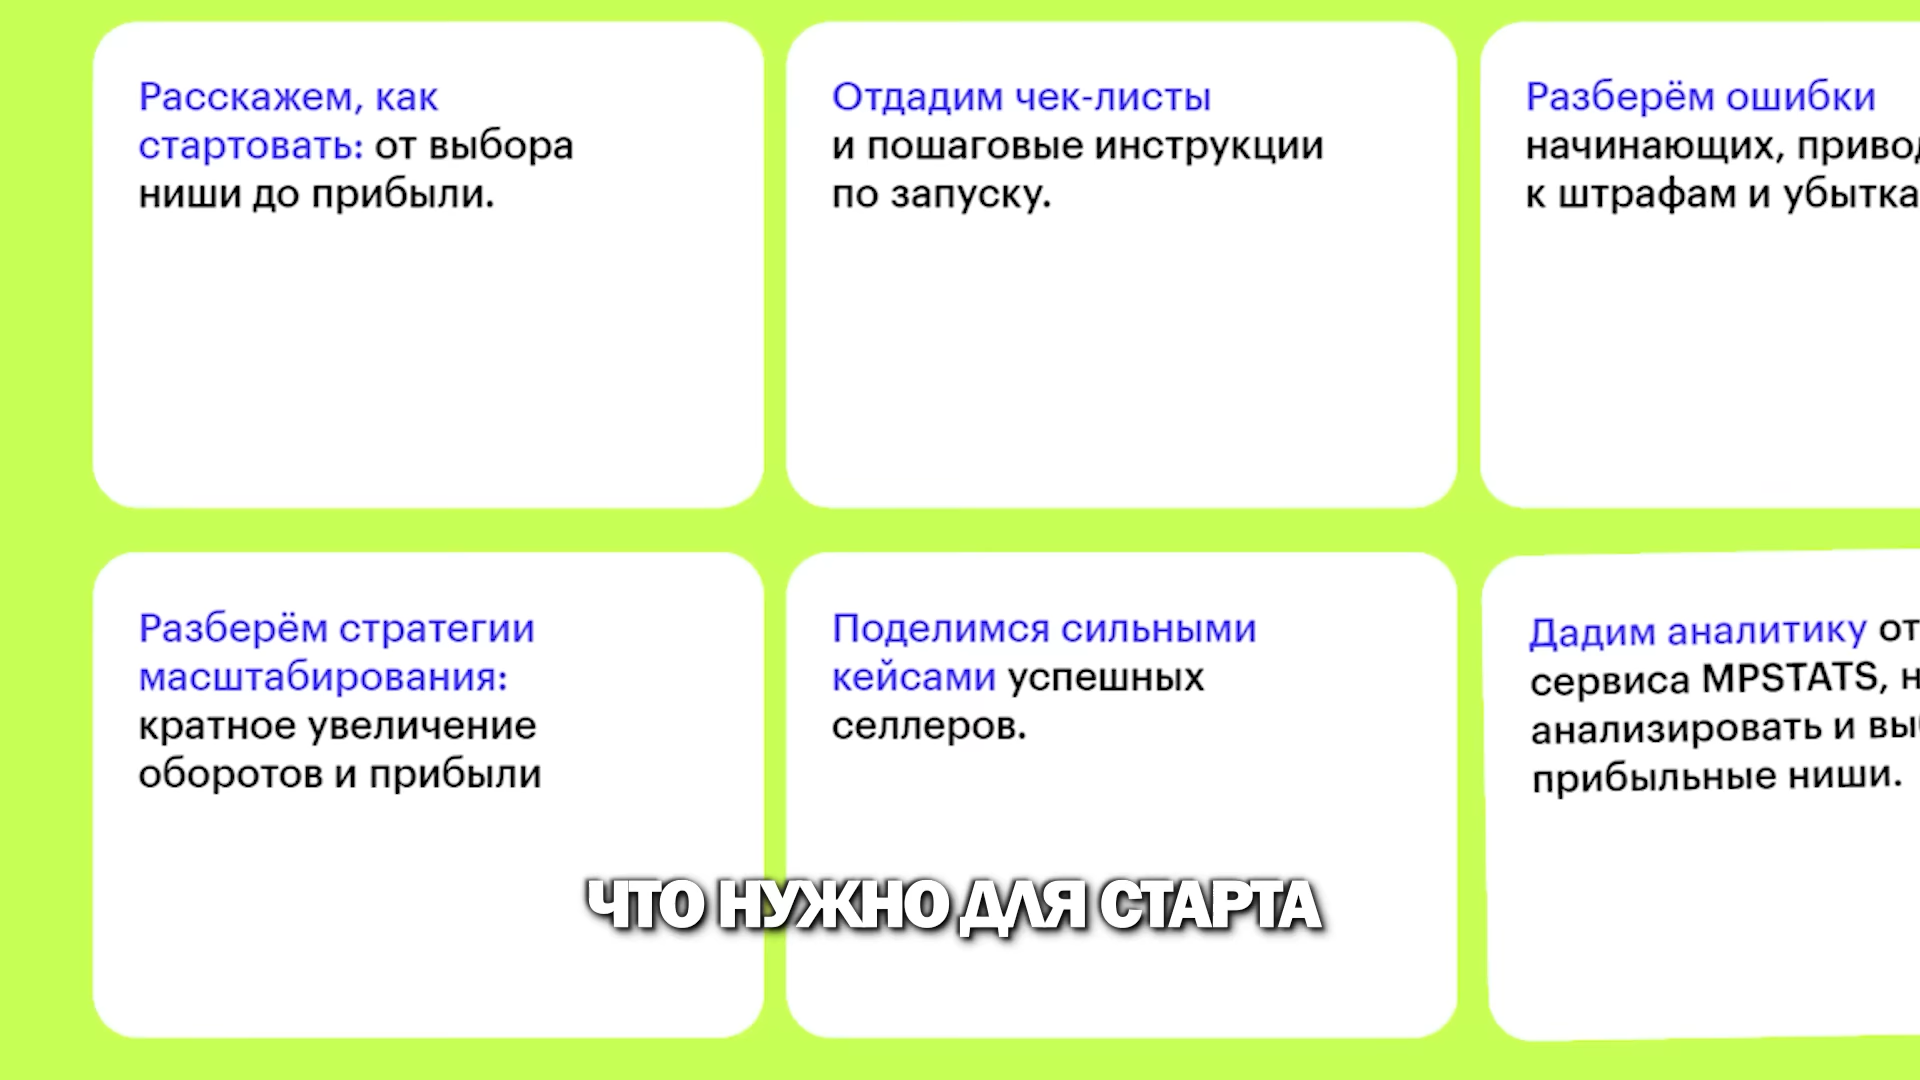 Расскажем, как
стартовать: от выбора
ниши до прибыли.
Отдадим чек-листы
и пошаговые инструкции
по запуску.
Разберём ошибки
начинающих,
к штрафам и
Разберём стратегии
масштабирования:
кратное увеличение
оборотов и прибыли
Поделимся сильными
кейсами успешных
селлеров.
Дадим аналитику от
сервиса MPSTATS,
анализировать и
прибыльные ниши.
ЧТО НУЖНО ДЛЯ СТАРТА